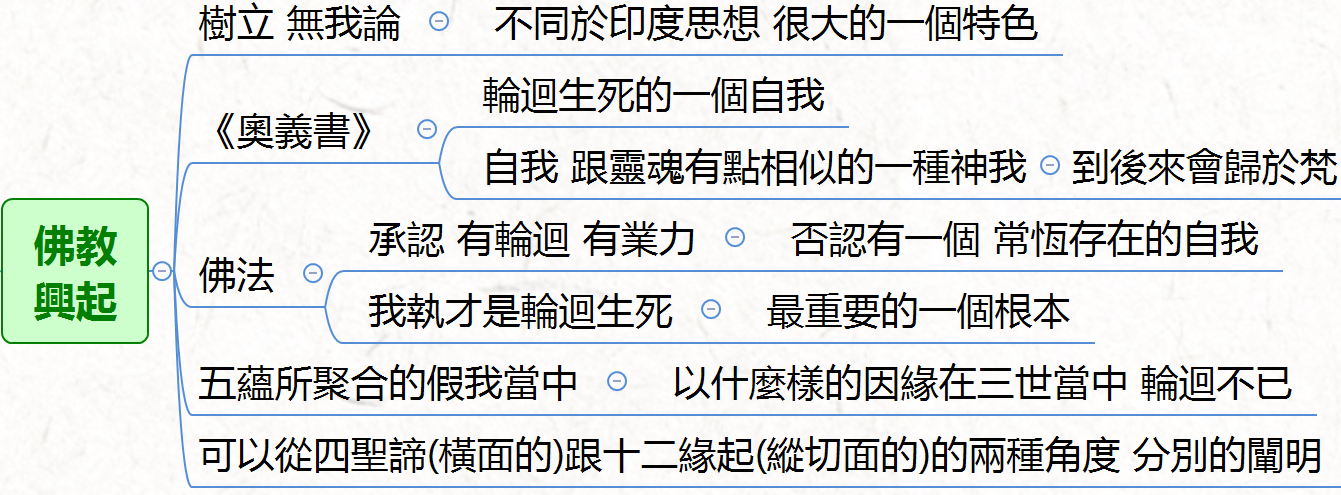 佛教
興起
樹立 無我論
不同於印度思想 很大的一個特色
《奧義書》
輪迴生死的一個自我
自我 跟靈魂有點相似的一種神我
到後來會歸於梵
佛法
承認 有輪迴 有業力
否認有一個 常恆存在的自我
我執才是輪迴生死
最重要的一個根本
五蘊所聚合的假我當中
以什麼樣的因緣在三世當中 輪迴不已
可以從四聖諦(橫面的)跟十二緣起(縱切面的)的兩種角度 分別的闡明